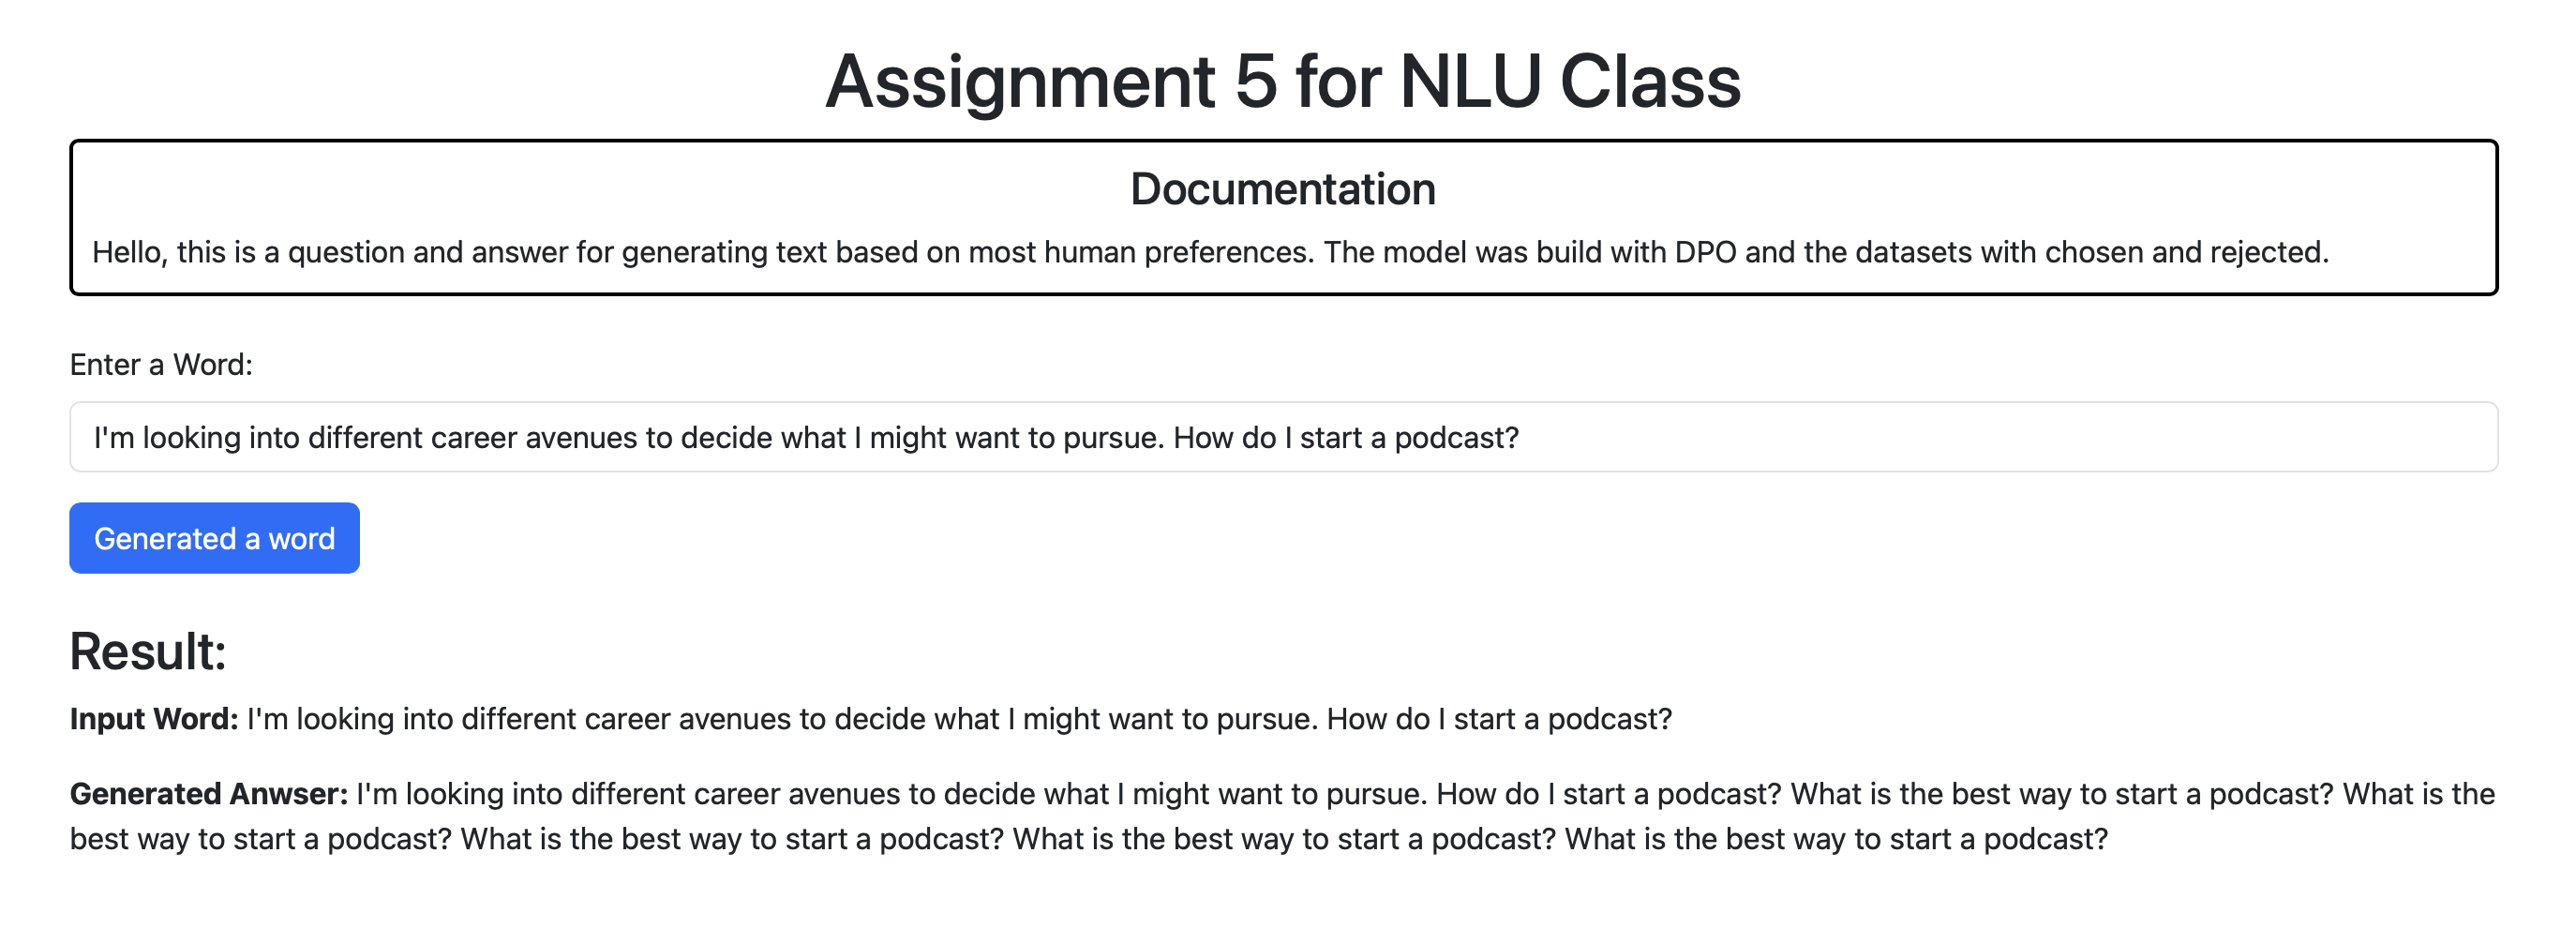 Assignment 5 for NLU Class
Documentation
Hello, this is a question and answer for generating text based on most human preferences. The model was build with DPO and the datasets with chosen and rejected.
Enter a Word:
I'm looking into different career avenues to decide what I might want to pursue. How do I start a podcast?
Generated a word
Result:
Input Word: I'm looking into different career avenues to decide what I might want to pursue. How do I start a podcast?
Generated Anwser: I'm looking into different career avenues to decide what I might want to pursue. How do I start a podcast? What is the best way to start a podcast? What is the
best way to start a podcast? What is the best way to start a podcast? What is the best way to start a podcast? What is the best way to start a podcast?